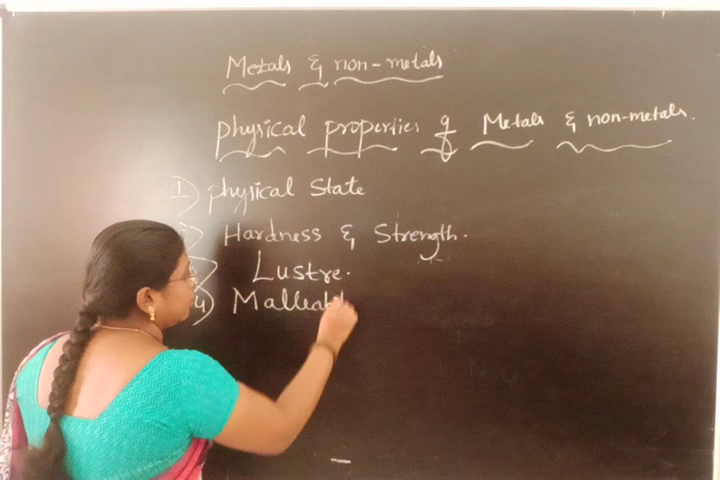 Metals & non-metals
physical properties of Metals & non-metals.
1) physical State
Hardness & Strength.
Lustre.
4) Malleab